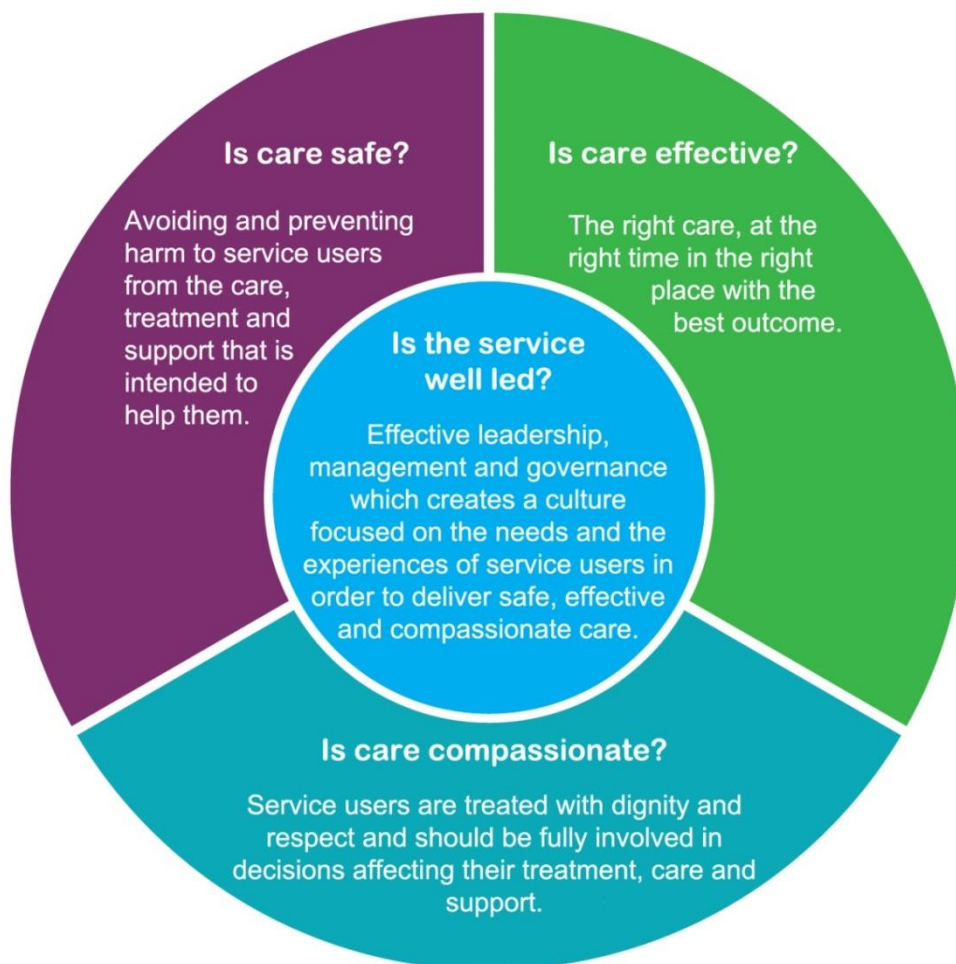 Is care safe?
Avoiding and preventing
harm to service users
from the care,
treatment and
support that is
intended to
help them.
Is care effective?
The right care, at the
right time in the right
place with the
best outcome.
Is the service
well led?
Effective leadership,
management and governance
which creates a culture
focused on the needs and the
experiences of service users in
order to deliver safe, effective
and compassionate care.
Is care compassionate?
Service users are treated with dignity and
respect and should be fully involved in
decisions affecting their treatment, care and
support.